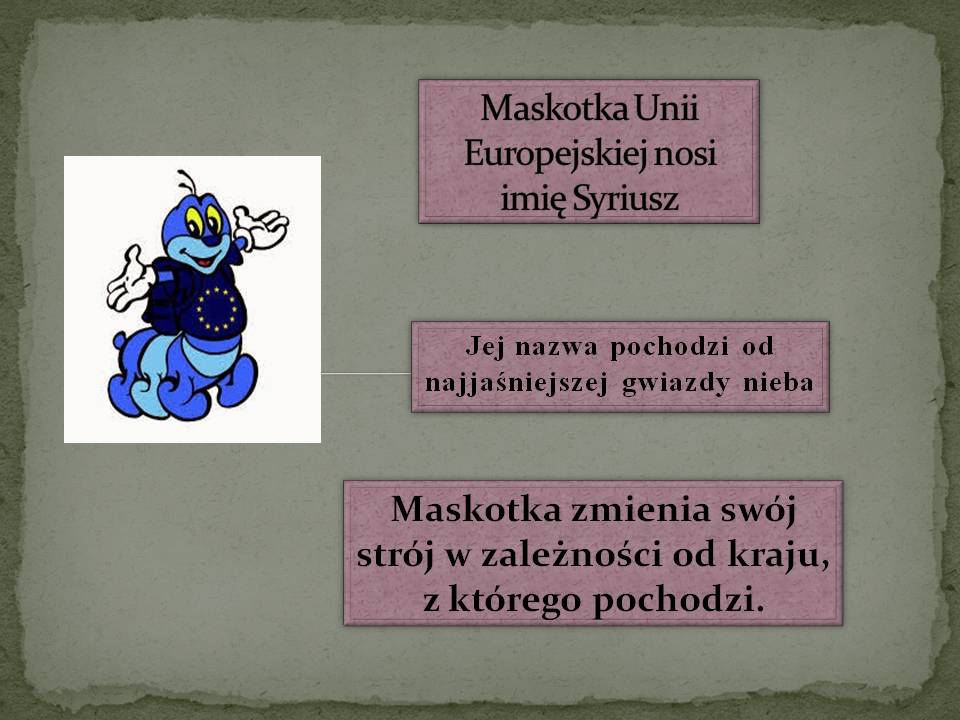 Maskotka Unii
Europejskiej nosi
imię Syriusz
Jej nazwa pochodzi od
najjaśniejszej gwiazdy nieba
Maskotka zmienia swój
strój w zależności od kraju,
z którego pochodzi.